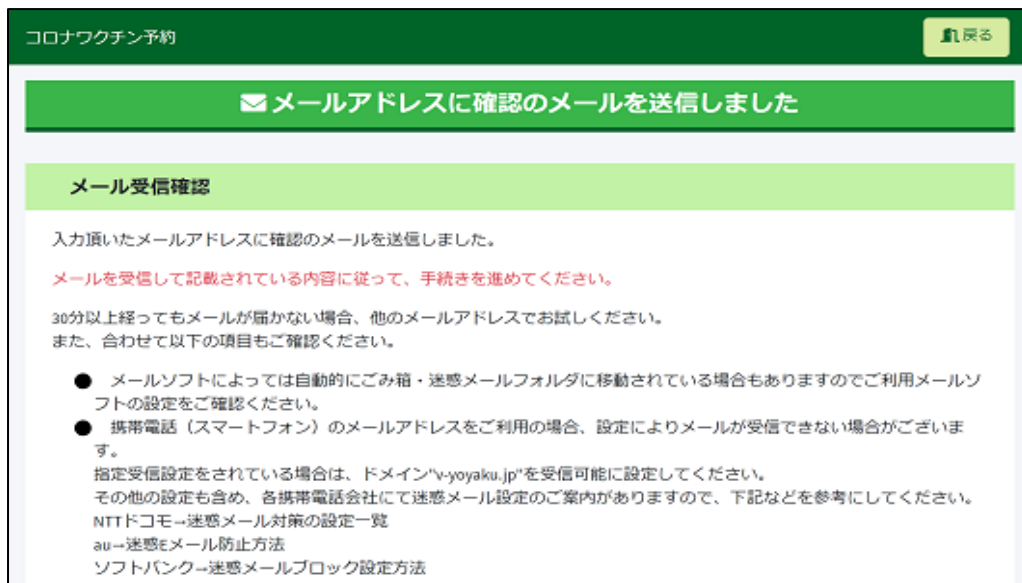 コロナワクチン予約
戻る
メールアドレスに確認のメールを送信しました
メール受信確認
入力頂いたメールアドレスに確認のメールを送信しました。
メールを受信して記載されている内容に従って、手続きを進めてください。
30分以上経ってもメールが届かない場合、他のメールアドレスでお試しください。
また、合わせて以下の項目もご確認ください。
● メールソフトによっては自動的にごみ箱・迷惑メールフォルダに移動されている場合もありますのでご利用メールソ
フトの設定をご確認ください。
● 携帯電話（スマートフォン）のメールアドレスをご利用の場合、設定によりメールが受信できない場合がございま
す。
指定受信設定をされている場合は、ドメイン"v-yoyaku.jp"を受信可能に設定してください。
その他の設定も含め、各携帯電話会社にて迷惑メール設定のご案内がありますので、下記などを参考にしてください。
NTTドコモ→迷惑メール対策の設定一覧
au→迷惑Eメール防止方法
ソフトバンク→迷惑メールブロック設定方法